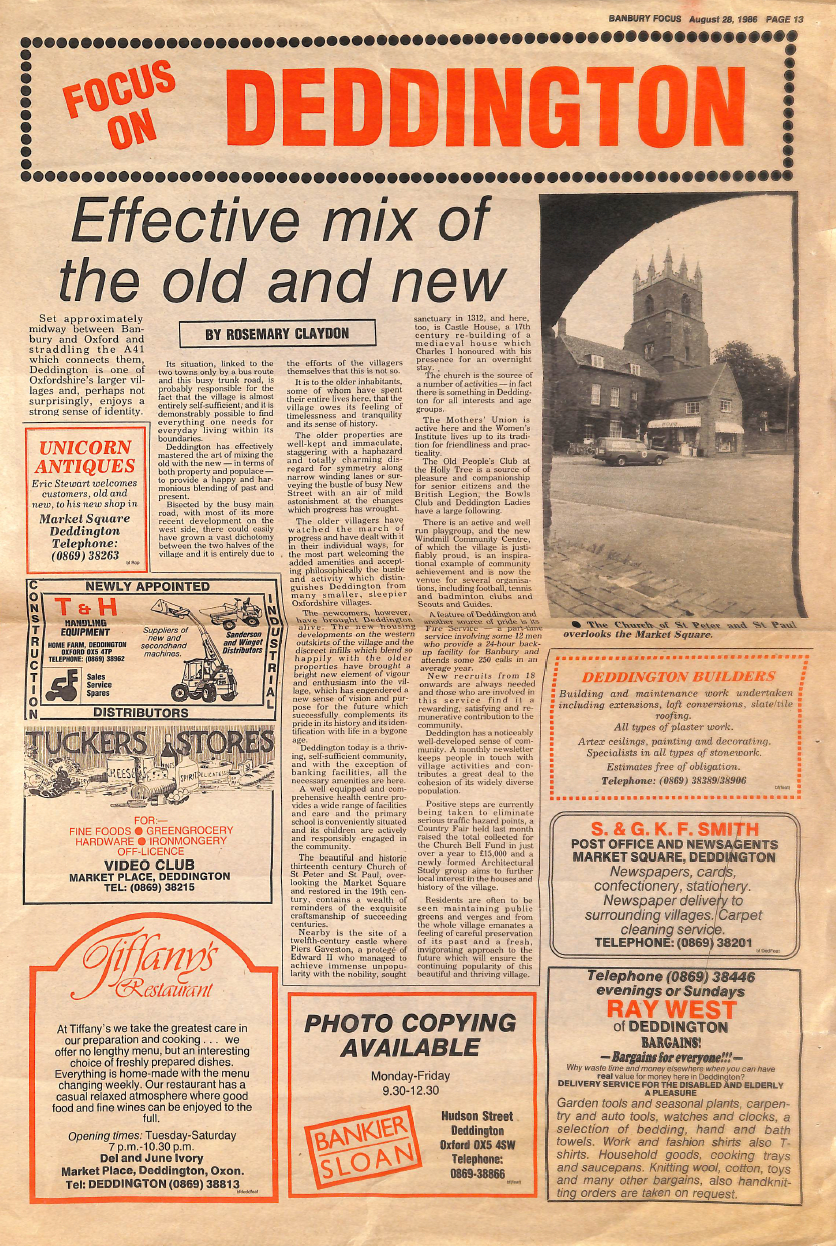 BANBURY FOCUS August 28, 1986 PAGE 13
FOCUS
ON
DEDDINGTON
Effective mix of
the old and new
BY ROSEMARY CLAYDON
Set approximately
midway between Ban-
bury and Oxford and
straddling the A41
which connects them,
Deddington is one of
Oxfordshire's larger vil-
lages and, perhaps not
surprisingly, enjoys a
strong sense of identity.
Its situation, linked to the
two towns only by a bus route
and this busy trunk road, is
probably responsible for the
fact that the village is almost
entirely self-sufficient, and it is
demonstrably possible to find
everything one needs for
everyday living within its
boundaries.
Deddington has effectively
mastered the art of mixing the
old with the new — in terms of
both property and populace —
to provide a happy and har-
monious blending of past and
present.
Bisected by the busy main
road, with most of its more
recent development on the
west side, there could easily
have grown a vast dichotomy
between the two halves of the
village and it is entirely due to
the efforts of the villagers
themselves that this is not so.
It is to the older inhabitants,
some of whom have spent
their entire lives here, that the
village owes its feeling of
timelessness and tranquility
and its sense of history.
The older properties are
well-kept and immaculate,
staggering with a haphazard
and totally charming dis-
regard for symmetry along
narrow winding lanes or sur-
veying the bustle of busy New
Street with an air of mild
astonishment at the changes
which progress has wrought.
The older villagers have
watched the march of
progress and have dealt with it
in their individual ways, for
the most part welcoming the
added amenities and accept-
ing philosophically the bustle
and activity which distin-
guishes Deddington from
many smaller, sleepier
Oxfordshire villages.
The newcomers, however,
have brought Deddington
alive. The new housing
developments on the western
outskirts of the village and the
discreet infills which blend so
happily with the older
properties have brought a
bright new element of vigour
and enthusiasm into the vil-
lage, which has engendered a
new sense of vision and pur-
pose for the future which
successfully complements its
pride in its history and its iden-
tification with life in a bygone
age.
Deddington today is a thriv-
ing, self-sufficient community,
and with the exception of
banking facilities, all the
necessary amenities are here.
A well equipped and com-
prehensive health centre pro-
vides a wide range of facilities
and care and the primary
school is conveniently situated
and its children are actively
and responsibly engaged in
the community.
The beautiful and historic
thirteenth century Church of
St Peter and St Paul, over-
looking the Market Square
and restored in the 19th cen-
tury, contains a wealth of
reminders of the exquisite
craftsmanship of succeeding
centuries.
Nearby is the site of a
twelfth-century castle where
Piers Gaveston, a protegé of
Edward II who managed to
achieve immense unpopu-
larity with the nobility, sought
sanctuary in 1312, and here,
too, is Castle House, a 17th
century re-building of a
mediaeval house which
Charles I honoured with his
presence for an overnight
stay.
The church is the source of
a number of activities — in fact
there is something in Dedding-
ton for all interests and age
groups.
The Mothers' Union is
active here and the Women's
Institute lives up to its tradi-
tion for friendliness and prac-
ticality.
The Old People's Club at
the Holly Tree is a source of
pleasure and companionship
for senior citizens and the
British Legion, the Bowls
Club and Deddington Ladies
have a large following.
There is an active and well
run playgroup, and the new
Windmill Community Centre,
of which the village is justi-
fiably proud, is an inspira-
tional example of community
achievement and is now the
venue for several organisa-
tions, including football, tennis
and badminton clubs and
Scouts and Guides.
A feature of Deddington and
another source of pride is its
Fire Service — a part-time
service involving some 12 men
who provide a 24-hour back-
up facility for Banbury and
attends some 250 calls in an
average year.
New recruits from 18
onwards are always needed
and those who are involved in
this service find it a
rewarding, satisfying and re-
munerative contribution to the
community.
Deddington has a noticeably
well-developed sense of com-
munity. A monthly newsletter
keeps people in touch with
village activities and con-
tributes a great deal to the
cohesion of its widely diverse
population.
Positive steps are currently
being taken to eliminate
serious traffic hazard points, a
Country Fair held last month
raised the total collected for
the Church Bell Fund in just
over a year to £15,000 and a
newly formed Architectural
Study group aims to further
local interest in the houses and
history of the village.
Residents are often to be
seen maintaining public
greens and verges and from
the whole village emanates a
feeling of careful preservation
of its past and a fresh,
invigorating approach to the
future which will ensure the
continuing popularity of this
beautiful and thriving village.
● The Church of St Peter and St Paul
overlooks the Market Square.
UNICORN
ANTIQUES
Eric Stewart welcomes
customers, old and
new, to his new shop in
Market Square
Deddington
Telephone:
(0869) 38263
CONSTRUCTION
NEWLY APPOINTED
INDUSTRIAL
T & H
HANDLING
EQUIPMENT
HOME FARM, DEDDINGTON
OXFORD OX5 4TP
TELEPHONE: (0869) 38962
Suppliers of
new and
secondhand
machines.
Sanderson
and Winget
Distributors
Sales
Service
Spares
DISTRIBUTORS
TUCKERS STORES
CHEESES
SPIRITS
DELICATESSEN
FOR:—
FINE FOODS ● GREENGROCERY
HARDWARE ● IRONMONGERY
OFF-LICENCE
VIDEO CLUB
MARKET PLACE, DEDDINGTON
TEL: (0869) 38215
Tiffany's
Restaurant
At Tiffany's we take the greatest care in
our preparation and cooking . . . we
offer no lengthy menu, but an interesting
choice of freshly prepared dishes.
Everything is home-made with the menu
changing weekly. Our restaurant has a
casual relaxed atmosphere where good
food and fine wines can be enjoyed to the
full.
Opening times: Tuesday-Saturday
7 p.m.-10.30 p.m.
Del and June Ivory
Market Place, Deddington, Oxon.
Tel: DEDDINGTON (0869) 38813
PHOTO COPYING
AVAILABLE
Monday-Friday
9.30-12.30
BANKIER
SLOAN
Hudson Street
Deddington
Oxford OX5 4SW
Telephone:
0869-38866
DEDDINGTON BUILDERS
Building and maintenance work undertaken
including extensions, loft conversions, slate/tile
roofing.
All types of plaster work.
Artex ceilings, painting and decorating.
Specialists in all types of stonework.
Estimates free of obligation.
Telephone: (0869) 38389/38906
S. & G. K. F. SMITH
POST OFFICE AND NEWSAGENTS
MARKET SQUARE, DEDDINGTON
Newspapers, cards,
confectionery, stationery.
Newspaper delivery to
surrounding villages. Carpet
cleaning service.
TELEPHONE: (0869) 38201
Telephone (0869) 38446
evenings or Sundays
RAY WEST
of DEDDINGTON
BARGAINS!
— Bargains for everyone!!! —
Why waste time and money elsewhere when you can have
real value for money here in Deddington?
DELIVERY SERVICE FOR THE DISABLED AND ELDERLY
A PLEASURE
Garden tools and seasonal plants, carpen-
try and auto tools, watches and clocks, a
selection of bedding, hand and bath
towels. Work and fashion shirts also T-
shirts. Household goods, cooking trays
and saucepans. Knitting wool, cotton, toys
and many other bargains, also handknit-
ting orders are taken on request.